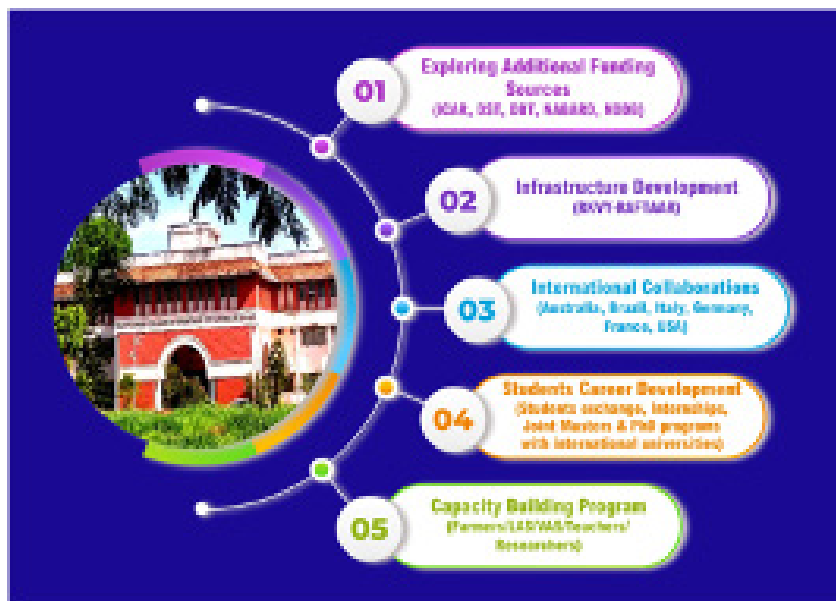 01
Exploring Additional Funding
Sources
(ICAR, DST, DBT, NABARD, NDDB)
02
Infrastructure Development
(RKVY-RAFTAAR)
03
International Collaborations
(Australia, Brazil, Italy, Germany,
France, USA)
04
Students Career Development
(Students exchange, Internships,
Joint Masters & PhD programs
with international universities)
05
Capacity Building Program
(Farmers/LAS/VAS/Teachers/
Researchers)